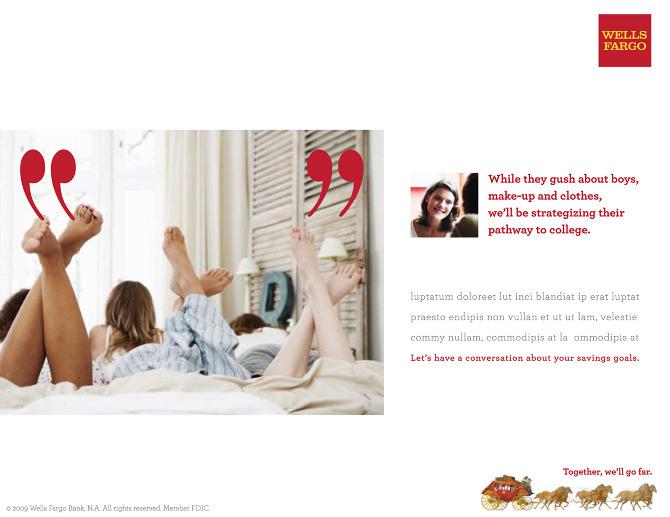 WELLS
FARGO
While they gush about boys,
make-up and clothes,
we'll be strategizing their
pathway to college.
luptatum doloreet lut inci blandiat ip erat luptat
praesto endipis non vullan et ut ut lam, velestie
commy nullam, commodipis at la ommodipis at
Let's have a conversation about your savings goals.
Together, we'll go far.
© 2009 Wells Fargo Bank, N.A. All rights reserved. Member FDIC.